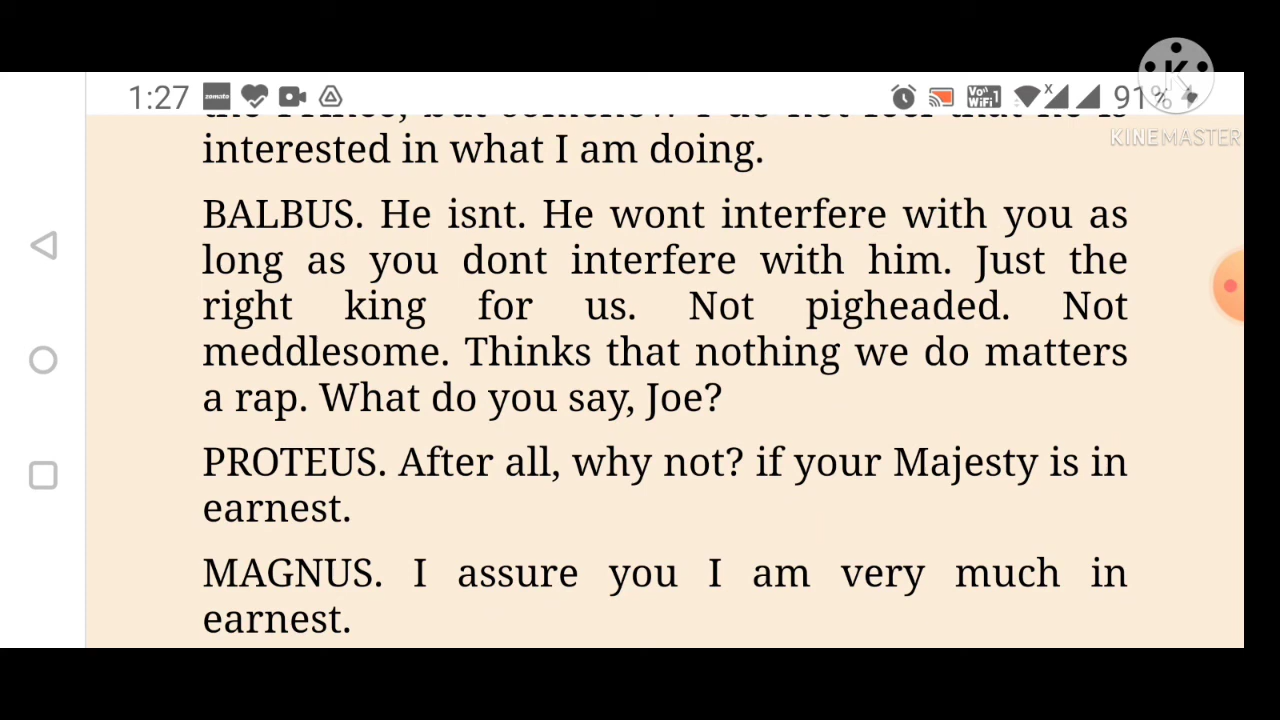 1:27 zomato Vo)) WiFi1 x 91%
KINEMASTER
interested in what I am doing.
BALBUS. He isnt. He wont interfere with you as
long as you dont interfere with him. Just the
right king for us. Not pigheaded. Not
meddlesome. Thinks that nothing we do matters
a rap. What do you say, Joe?
PROTEUS. After all, why not? if your Majesty is in
earnest.
MAGNUS. I assure you I am very much in
earnest.